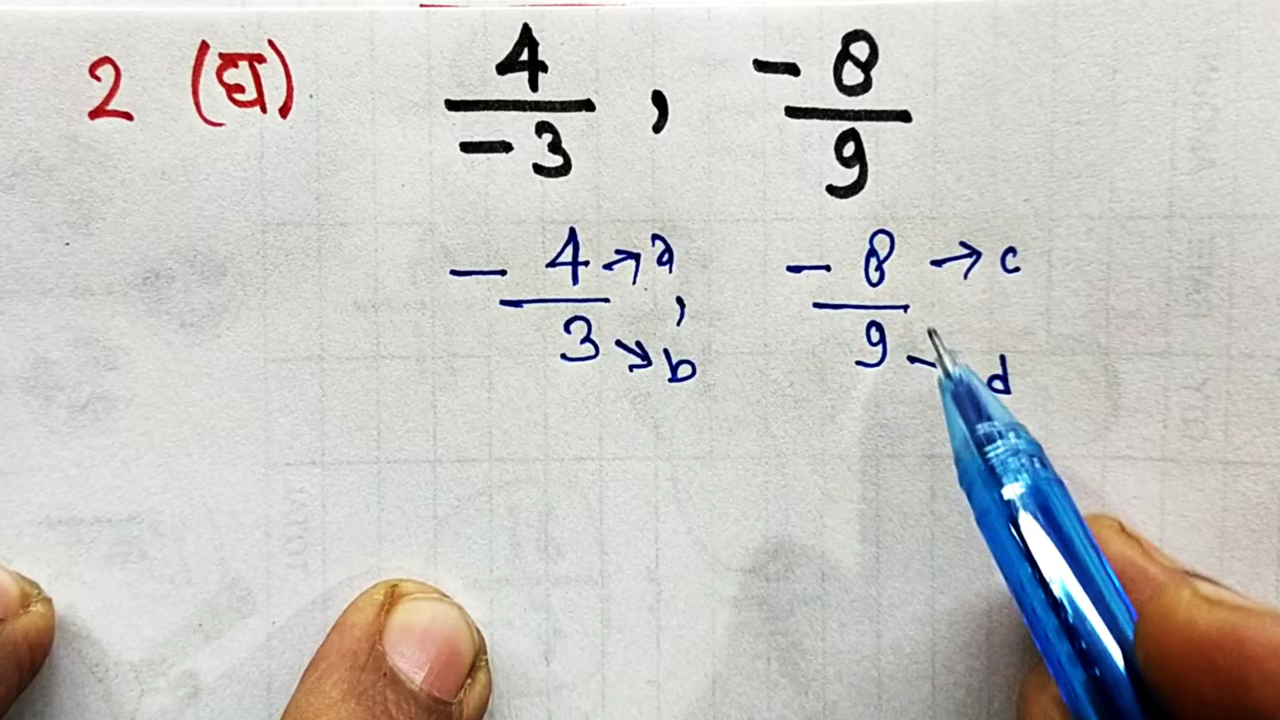 2 (घ) 4/-3 , -8/9
-4/3 → a → b , -8/9 → c - d